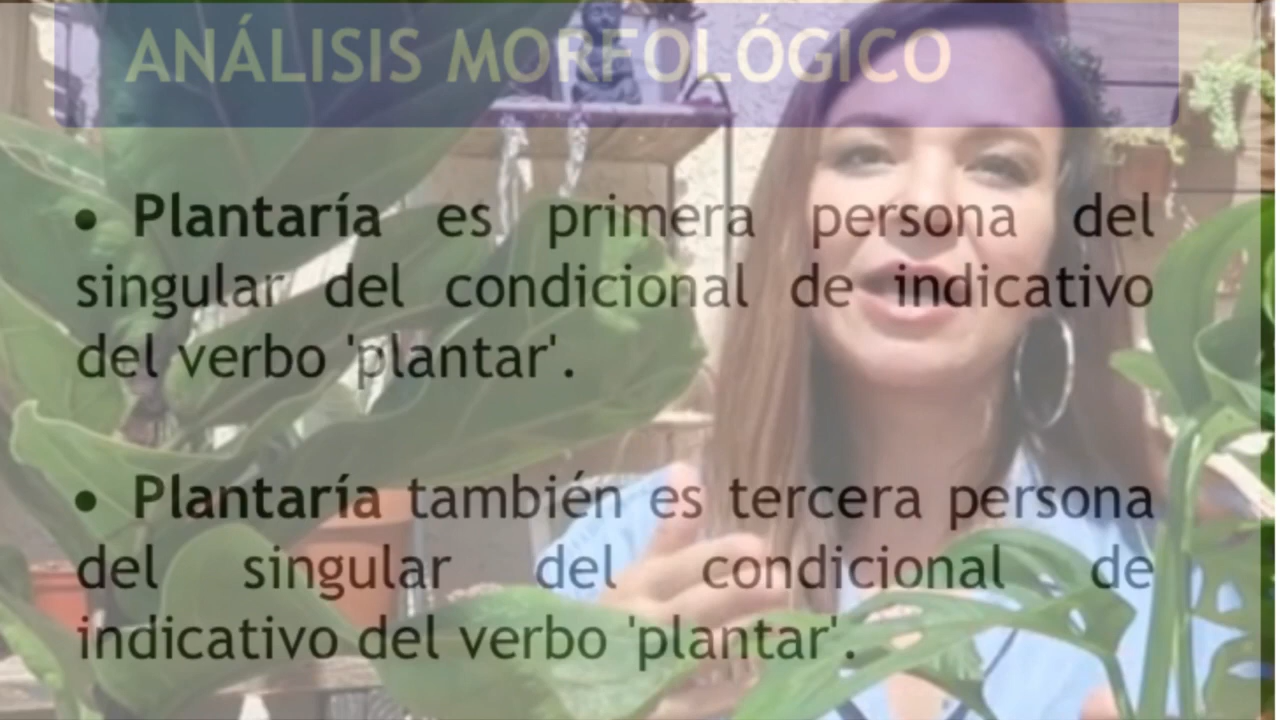 ANÁLISIS MORFOLÓGICO
• Plantaría es primera persona del
singular del condicional de indicativo
del verbo 'plantar'.
• Plantaría también es tercera persona
del singular del condicional de
indicativo del verbo 'plantar'.